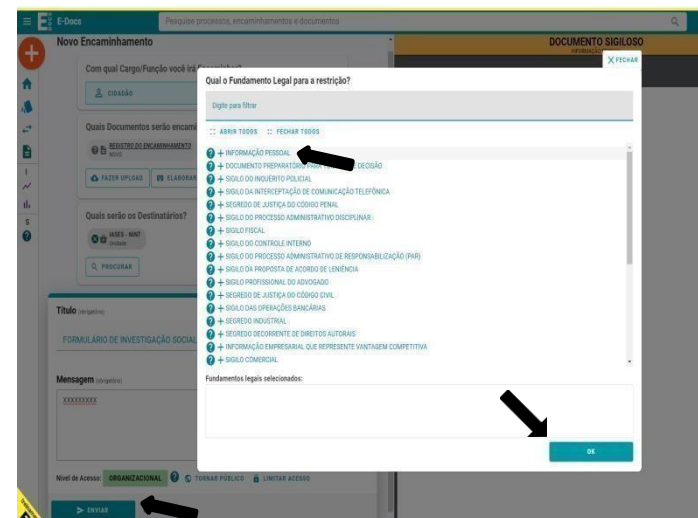 E-Docs
Pesquise processos, encaminhamentos e documentos
Novo Encaminhamento
DOCUMENTO SIGILOSO
X FECHAR
Com qual Cargo/Função você irá
CIDADÃO
Quais Documentos serão encami
REGISTRO DO ENCAMINHAMENTO
NOVO
FAZER UPLOAD
ELABORAR
Quais serão os Destinatários?
IASES - NINT
PROCURAR
Título (obrigatório)
FORMULÁRIO DE INVESTIGAÇÃO SOCIAL
Mensagem (obrigatório)
XXXXXXXXX
Nível de Acesso: ORGANIZACIONAL TORNAR PÚBLICO LIMITAR ACESSO
ENVIAR
Qual o Fundamento Legal para a restrição?
Digite para filtrar
:: ABRIR TODOS :: FECHAR TODOS
+ INFORMAÇÃO PESSOAL
+ DOCUMENTO PREPARATÓRIO PARA DE DECISÃO
+ SIGILO DO INQUÉRITO POLICIAL
+ SIGILO DA INTERCEPTAÇÃO DE COMUNICAÇÃO TELEFÔNICA
+ SEGREDO DE JUSTIÇA DO CÓDIGO PENAL
+ SIGILO DO PROCESSO ADMINISTRATIVO DISCIPLINAR
+ SIGILO FISCAL
+ SIGILO DO CONTROLE INTERNO
+ SIGILO DO PROCESSO ADMINISTRATIVO DE RESPONSABILIZAÇÃO (PAR)
+ SIGILO DA PROPOSTA DE ACORDO DE LENIÊNCIA
+ SIGILO PROFISSIONAL DO ADVOGADO
+ SEGREDO DE JUSTIÇA DO CÓDIGO CIVIL
+ SIGILO DAS OPERAÇÕES BANCÁRIAS
+ SEGREDO INDUSTRIAL
+ SEGREDO DECORRENTE DE DIREITOS AUTORAIS
+ INFORMAÇÃO EMPRESARIAL QUE REPRESENTE VANTAGEM COMPETITIVA
+ SIGILO COMERCIAL
Fundamentos legais selecionados:
OK